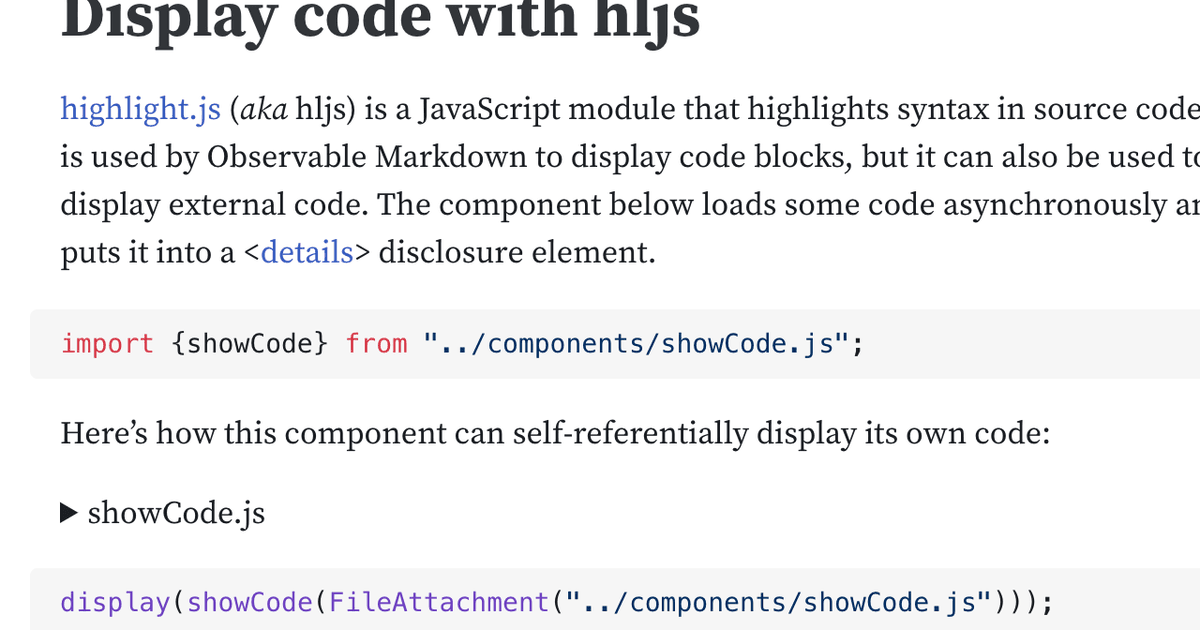 Display code with hljs
highlight.js (aka hljs) is a JavaScript module that highlights syntax in source code
is used by Observable Markdown to display code blocks, but it can also be used to
display external code. The component below loads some code asynchronously
puts it into a <details> disclosure element.
import {showCode} from "../components/showCode.js";
Here’s how this component can self-referentially display its own code:
▶ showCode.js
display(showCode(FileAttachment("../components/showCode.js")));